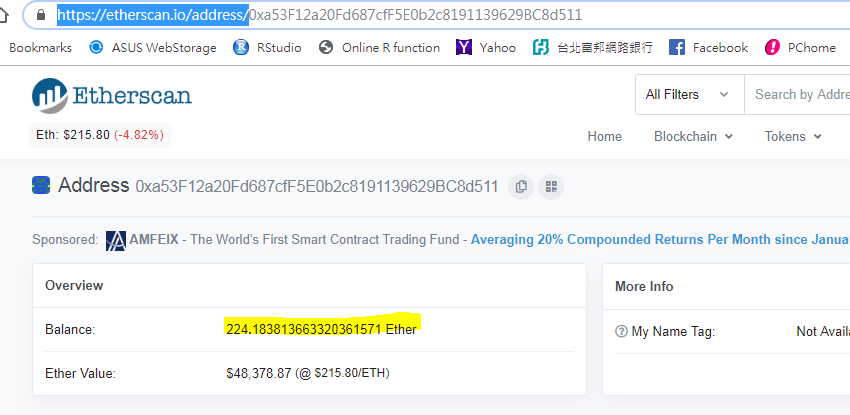 https://etherscan.io/address/0xa53F12a20Fd687cfF5E0b2c8191139629BC8d511
Bookmarks ASUS WebStorage RStudio Online R function Yahoo 台北富邦網路銀行 Facebook PChome
Etherscan
All Filters Search by Addre
Eth: $215.80 (-4.82%)
Home Blockchain Tokens
Address 0xa53F12a20Fd687cfF5E0b2c8191139629BC8d511
Sponsored: AMFEIX - The World's First Smart Contract Trading Fund - Averaging 20% Compounded Returns Per Month since Janua
Overview
More Info
Balance: 224.183813663320361571 Ether
My Name Tag: Not Availa
Ether Value: $48,378.87 (@ $215.80/ETH)